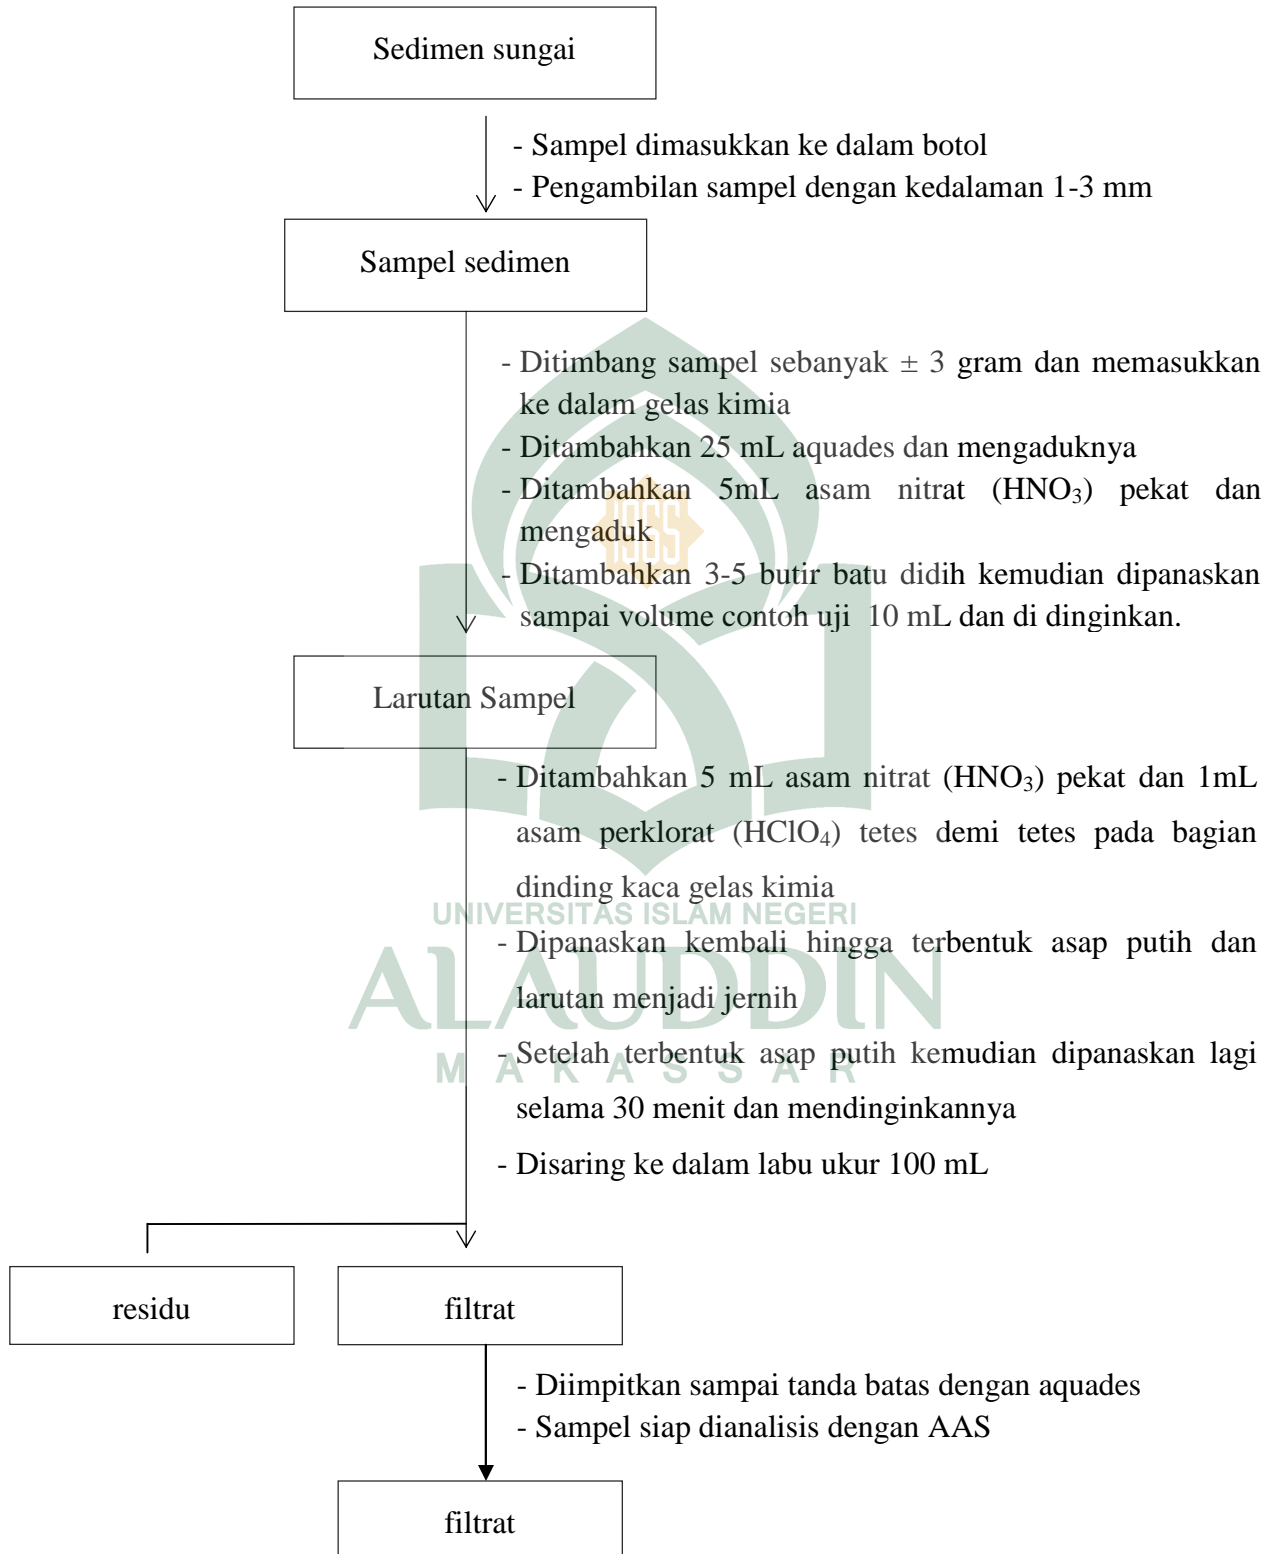 Sedimen sungai
- Sampel dimasukkan ke dalam botol
- Pengambilan sampel dengan kedalaman 1-3 mm
Sampel sedimen
- Ditimbang sampel sebanyak ± 3 gram dan memasukkan
ke dalam gelas kimia
- Ditambahkan 25 mL aquades dan mengaduknya
- Ditambahkan 5mL asam nitrat (HNO₃) pekat dan
mengaduk
- Ditambahkan 3-5 butir batu didih kemudian dipanaskan
sampai volume contoh uji 10 mL dan di dinginkan.
1965
Larutan Sampel
- Ditambahkan 5 mL asam nitrat (HNO₃) pekat dan 1mL
asam perklorat (HClO₄) tetes demi tetes pada bagian
dinding kaca gelas kimia
UNIVERSITAS ISLAM NEGERI
- Dipanaskan kembali hingga terbentuk asap putih dan
larutan menjadi jernih
ALAUDDIN
- Setelah terbentuk asap putih kemudian dipanaskan lagi
MAKASSAR
selama 30 menit dan mendinginkannya
- Disaring ke dalam labu ukur 100 mL
residu
filtrat
- Diimpitkan sampai tanda batas dengan aquades
- Sampel siap dianalisis dengan AAS
filtrat